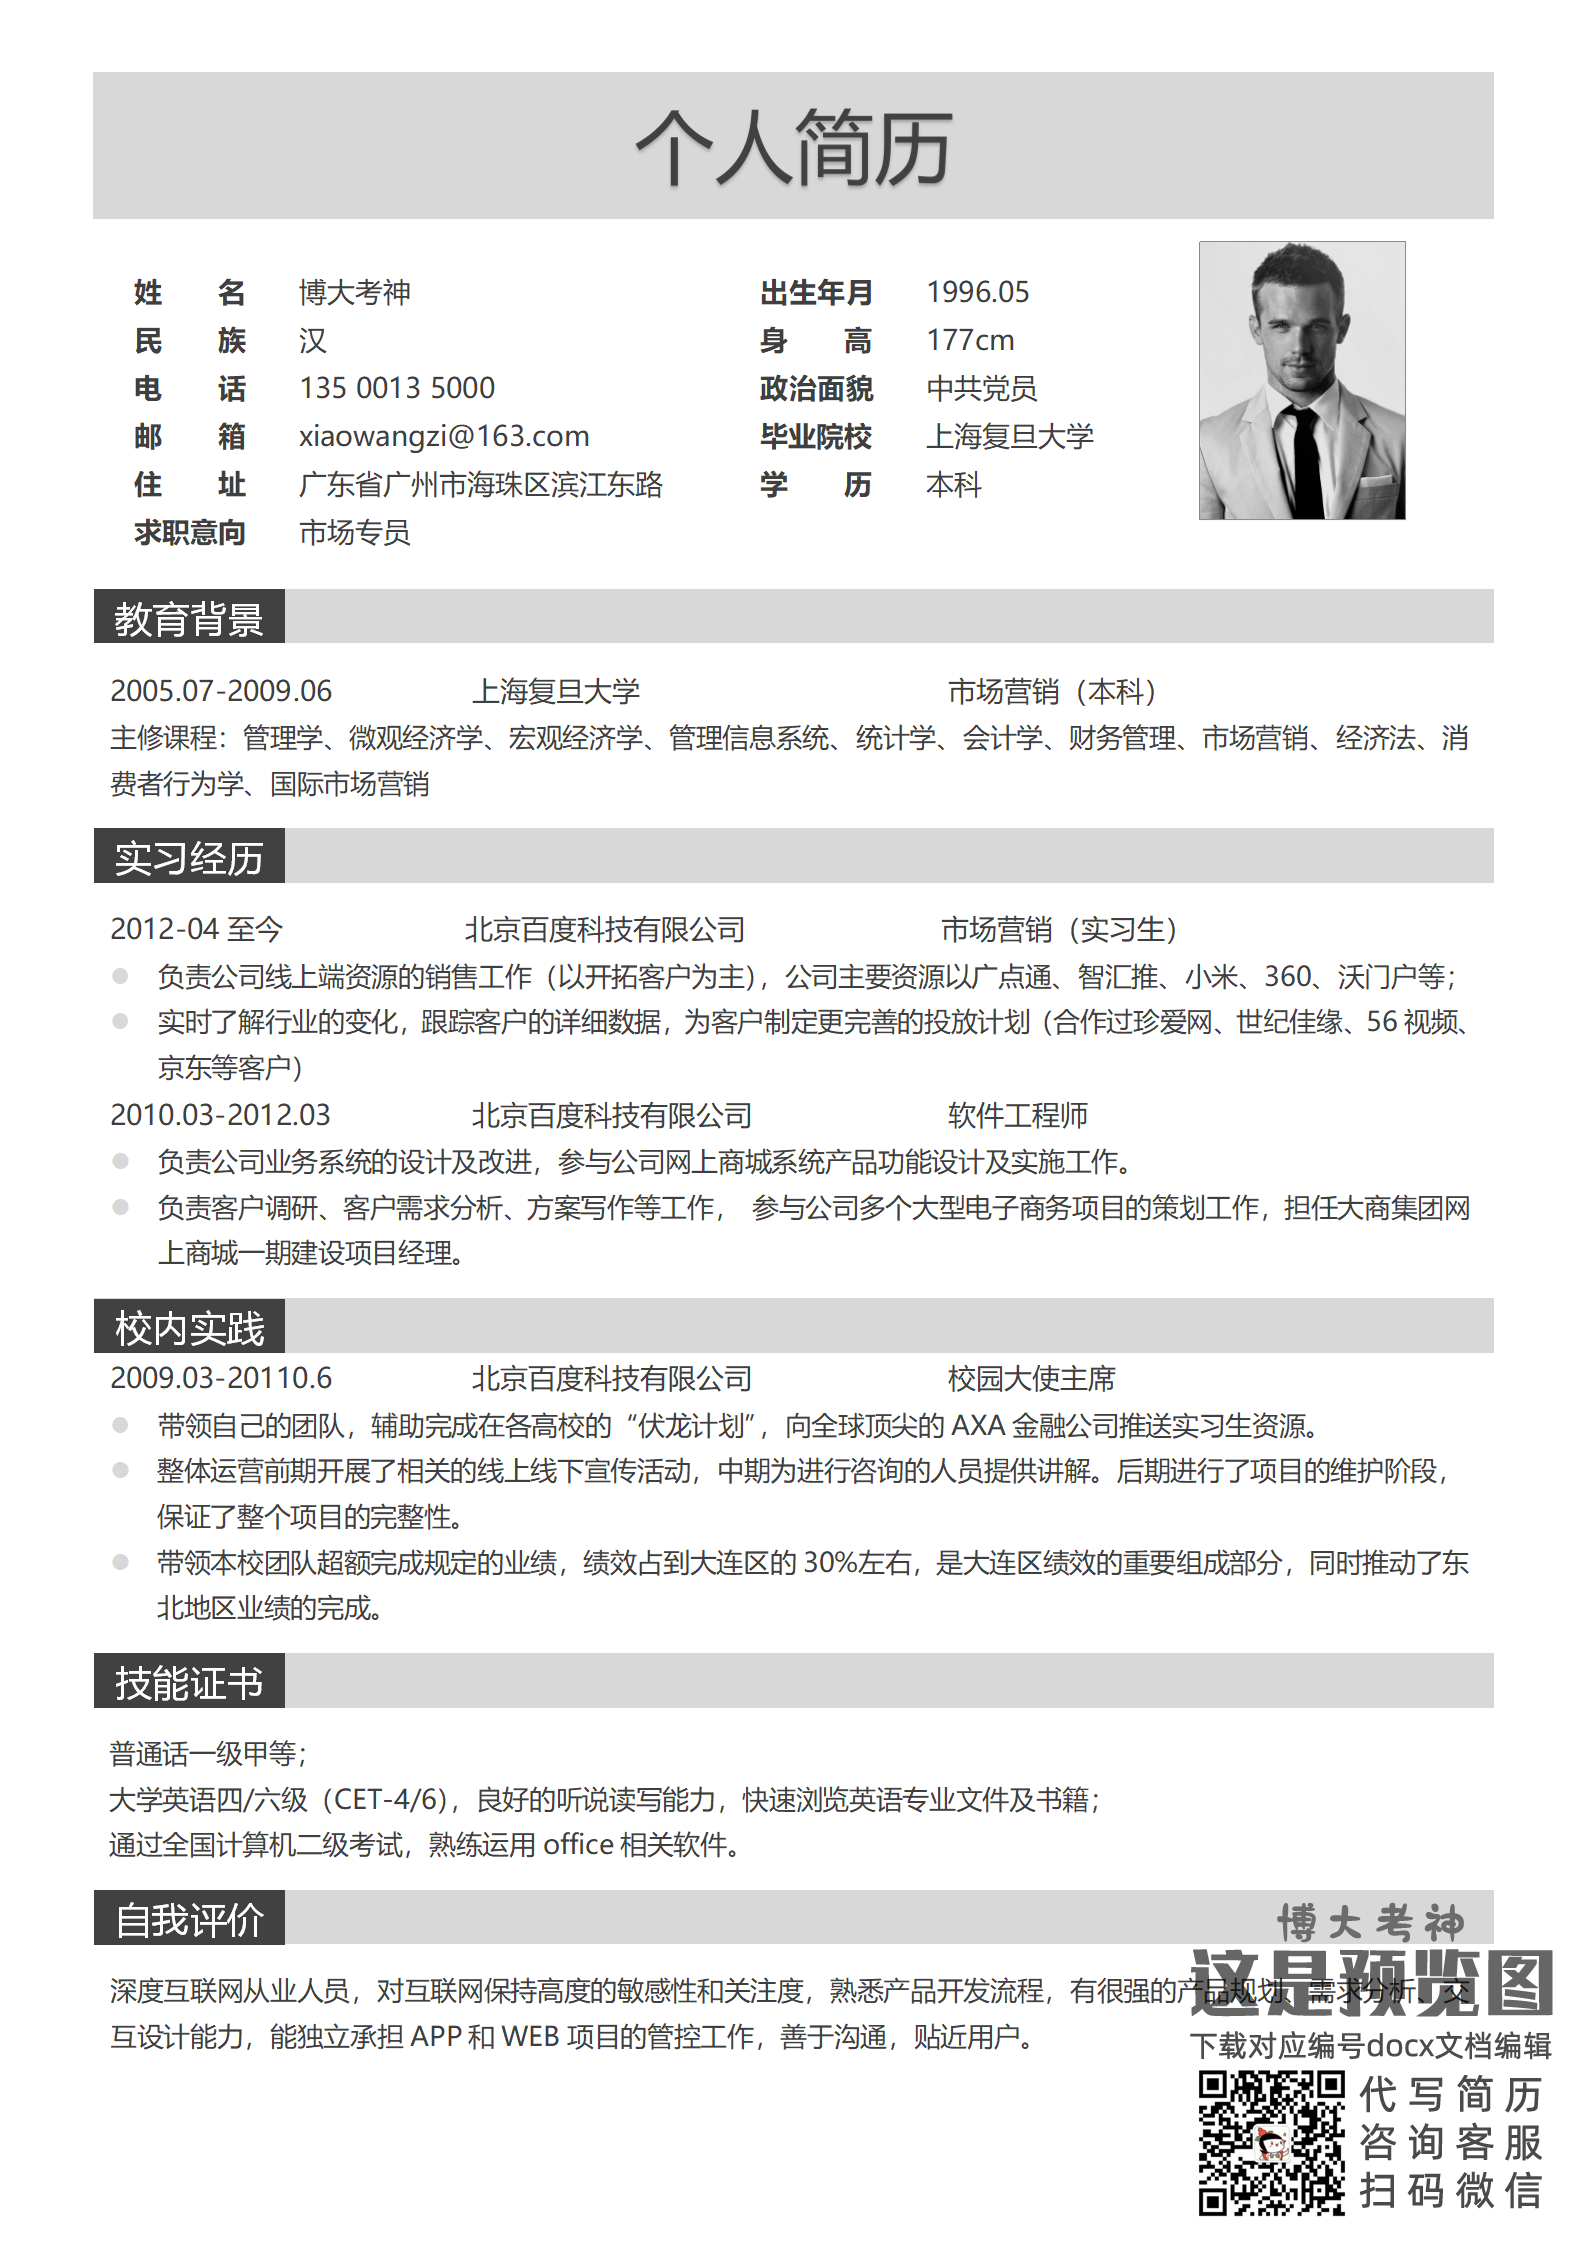 个人简历
姓 名 博大考神 出生年月 1996.05
民 族 汉 身 高 177cm
电 话 135 0013 5000 政治面貌 中共党员
邮 箱 xiaowangzi@163.com 毕业院校 上海复旦大学
住 址 广东省广州市海珠区滨江东路 学 历 本科
求职意向 市场专员
教育背景
2005.07-2009.06 上海复旦大学 市场营销（本科）
主修课程：管理学、微观经济学、宏观经济学、管理信息系统、统计学、会计学、财务管理、市场营销、经济法、消
费者行为学、国际市场营销
实习经历
2012-04 至今 北京百度科技有限公司 市场营销（实习生）
负责公司线上端资源的销售工作（以开拓客户为主），公司主要资源以广点通、智汇推、小米、360、沃门户等；
实时了解行业的变化，跟踪客户的详细数据，为客户制定更完善的投放计划（合作过珍爱网、世纪佳缘、56 视频、
京东等客户）
2010.03-2012.03 北京百度科技有限公司 软件工程师
负责公司业务系统的设计及改进，参与公司网上商城系统产品功能设计及实施工作。
负责客户调研、客户需求分析、方案写作等工作， 参与公司多个大型电子商务项目的策划工作，担任大商集团网
上商城一期建设项目经理。
校内实践
2009.03-20110.6 北京百度科技有限公司 校园大使主席
带领自己的团队，辅助完成在各高校的“伏龙计划”，向全球顶尖的 AXA 金融公司推送实习生资源。
整体运营前期开展了相关的线上线下宣传活动，中期为进行咨询的人员提供讲解。后期进行了项目的维护阶段，
保证了整个项目的完整性。
带领本校团队超额完成规定的业绩，绩效占到大连区的 30%左右，是大连区绩效的重要组成部分，同时推动了东
北地区业绩的完成。
技能证书
普通话一级甲等；
大学英语四/六级（CET-4/6），良好的听说读写能力，快速浏览英语专业文件及书籍；
通过全国计算机二级考试，熟练运用 office 相关软件。
自我评价
深度互联网从业人员，对互联网保持高度的敏感性和关注度，熟悉产品开发流程，有很强的产品规划、需求分析、交
互设计能力，能独立承担 APP 和 WEB 项目的管控工作，善于沟通，贴近用户。
博大考神
这是预览图
下载对应编号docx文档编辑
代写简历
咨询客服
扫码微信